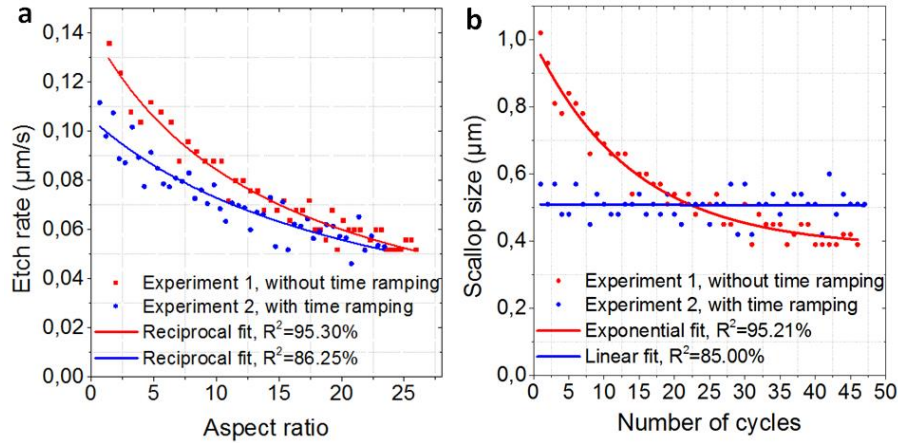 a
Etch rate (µm/s)
0,14
0,12
0,10
0,08
0,06
0,04
0,02
0,00
Experiment 1, without time ramping
Experiment 2, with time ramping
Reciprocal fit, R²=95.30%
Reciprocal fit, R²=86.25%
0 5 10 15 20 25
Aspect ratio
b
Scallop size (µm)
1,0
0,8
0,6
0,4
0,2
0,0
Experiment 1, without time ramping
Experiment 2, with time ramping
Exponential fit, R²=95.21%
Linear fit, R²=85.00%
0 5 10 15 20 25 30 35 40 45 50
Number of cycles